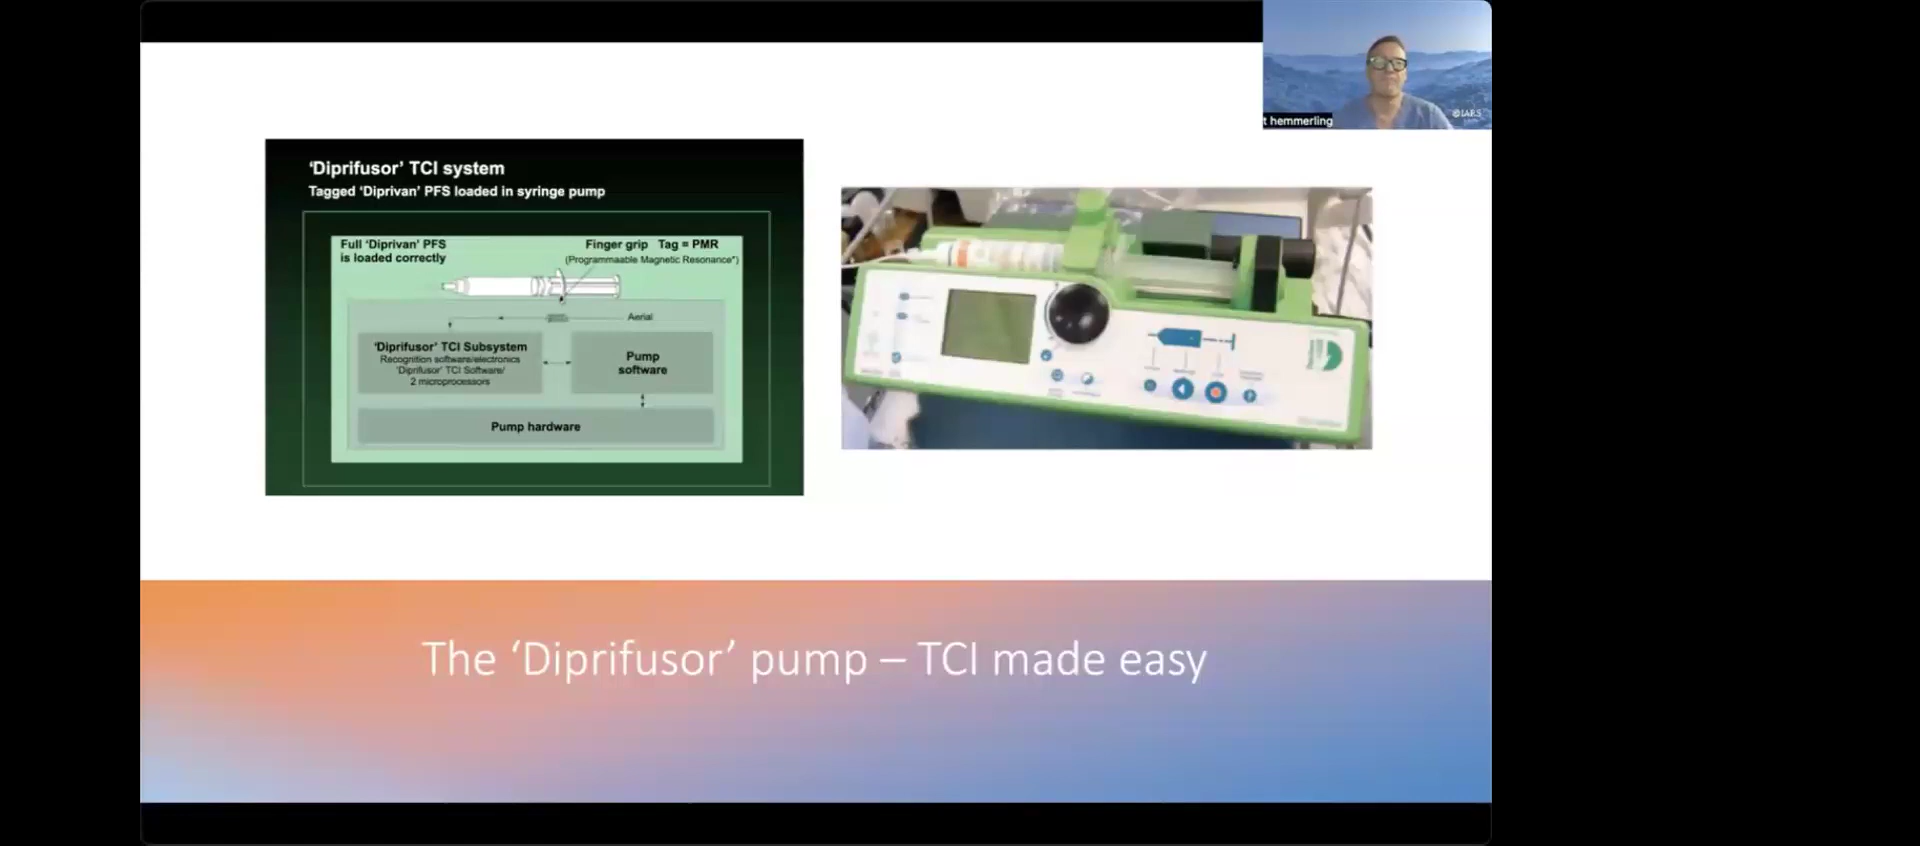 t hemmerling
©IARS
'Diprifusor' TCI system
Tagged 'Diprivan' PFS loaded in syringe pump
Full 'Diprivan' PFS
is loaded correctly
Finger grip Tag = PMR
(Programmaable Magnetic Resonance*)
Aerial
'Diprifusor' TCI Subsystem
Recognition software/electronics
'Diprifusor' TCI Software/
2 microprocessors
Pump
software
Pump hardware
The ‘Diprifusor’ pump – TCI made easy